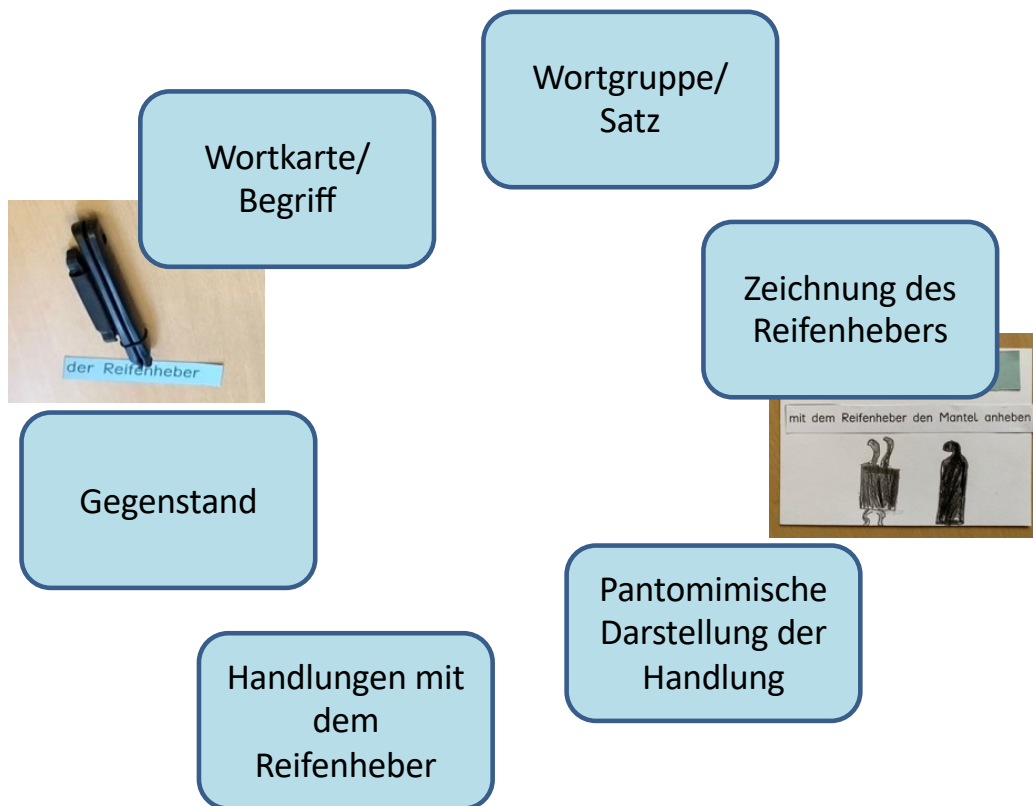 Wortgruppe/
Satz
Wortkarte/
Begriff
Zeichnung des
Reifenhebers
der Reifenheber
mit dem Reifenheber den Mantel anheben
Gegenstand
Pantomimische
Darstellung der
Handlung
Handlungen mit
dem
Reifenheber